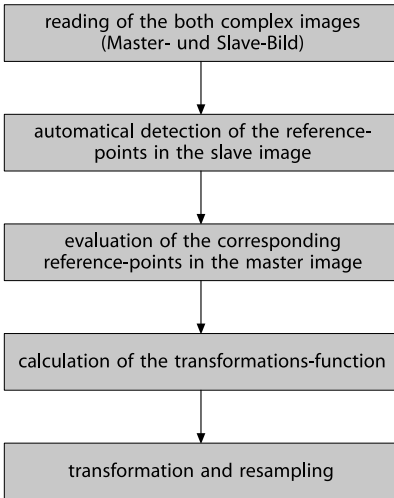 reading of the both complex images
(Master- und Slave-Bild)
automatical detection of the reference-
points in the slave image
evaluation of the corresponding
reference-points in the master image
calculation of the transformations-function
transformation and resampling